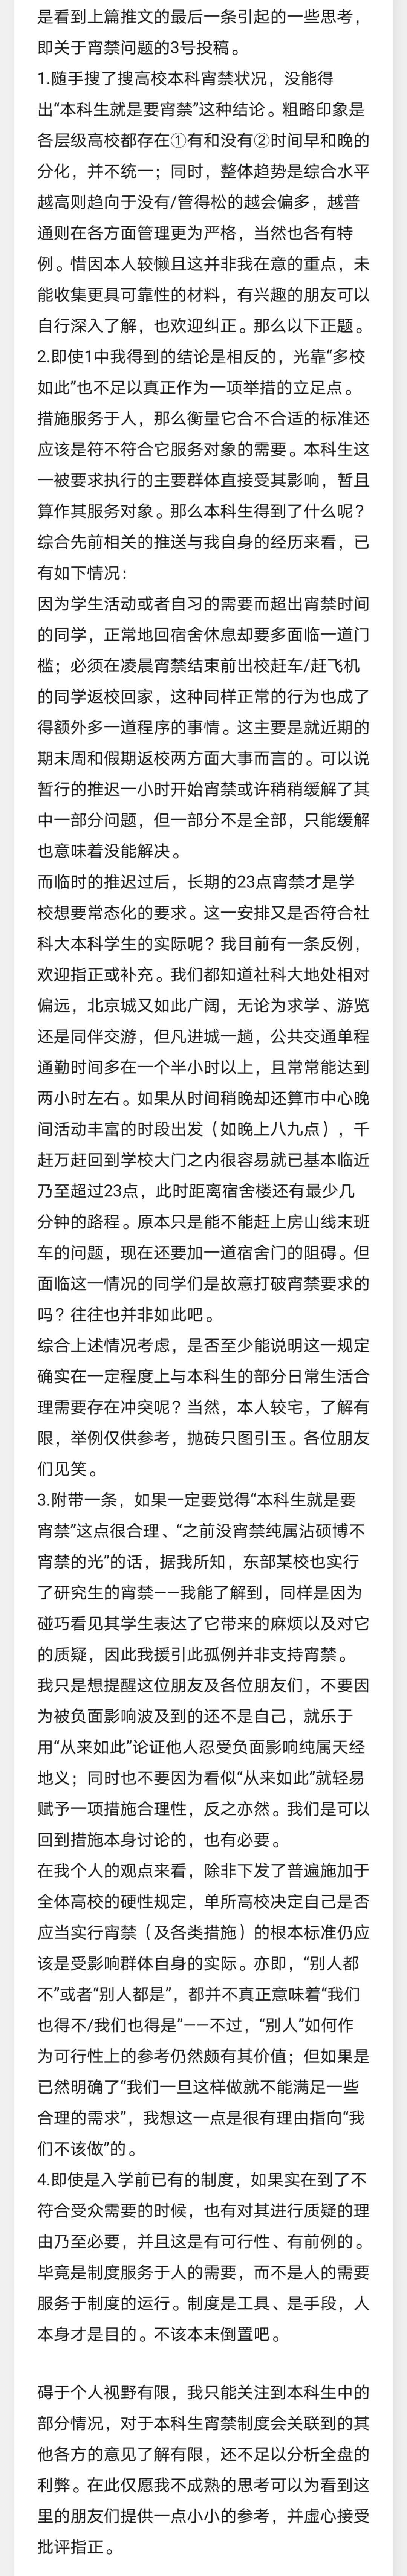 是看到上篇推文的最后一条引起的一些思考，
即关于宵禁问题的3号投稿。
1.随手搜了搜高校本科宵禁状况，没能得
出“本科生就是要宵禁”这种结论。粗略印象是
各层级高校都存在①有和没有②时间早和晚的
分化，并不统一；同时，整体趋势是综合水平
越高则趋向于没有/管得松的越会偏多，越普
通则在各方面管理更为严格，当然也各有特
例。惜因本人较懒且这并非我在意的重点，未
能收集更具可靠性的材料，有兴趣的朋友可以
自行深入了解，也欢迎纠正。那么以下正题。
2.即使1中我得到的结论是相反的，光靠“多校
如此”也不足以真正作为一项举措的立足点。
措施服务于人，那么衡量它合不合适的标准还
应该是符不符合它服务对象的需要。本科生这
一被要求执行的主要群体直接受其影响，暂且
算作其服务对象。那么本科生得到了什么呢？
综合先前相关的推送与我自身的经历来看，已
有如下情况：
因为学生活动或者自习的需要而超出宵禁时间
的同学，正常地回宿舍休息却要多面临一道门
槛；必须在凌晨宵禁结束前出校赶车/赶飞机
的同学返校回家，这种同样正常的行为也成了
得额外多一道程序的事情。这主要是就近期的
期末周和假期返校两方面大事而言的。可以说
暂行的推迟一小时开始宵禁或许稍稍缓解了其
中一部分问题，但一部分不是全部，只能缓解
也意味着没能解决。
而临时的推迟过后，长期的23点宵禁才是学
校想要常态化的要求。这一安排又是否符合社
科大本科学生的实际呢？我目前有一条反例，
欢迎指正或补充。我们都知道社科大地处相对
偏远，北京城又如此广阔，无论为求学、游览
还是同伴交游，但凡进城一趟，公共交通单程
通勤时间多在一个半小时以上，且常常能达到
两小时左右。如果从时间稍晚却还算市中心晚
间活动丰富的时段出发（如晚上八九点），千
赶万赶回到学校大门之内很容易就已基本临近
乃至超过23点，此时距离宿舍楼还有最少几
分钟的路程。原本只是能不能赶上房山线末班
车的问题，现在还要加一道宿舍门的阻碍。但
面临这一情况的同学们是故意打破宵禁要求的
吗？往往也并非如此吧。
综合上述情况考虑，是否至少能说明这一规定
确实在一定程度上与本科生的部分日常生活合
理需要存在冲突呢？当然，本人较宅，了解有
限，举例仅供参考，抛砖只图引玉。各位朋友
们见笑。
3.附带一条，如果一定要觉得“本科生就是要
宵禁”这点很合理、“之前没宵禁纯属沾硕博不
宵禁的光”的话，据我所知，东部某校也实行
了研究生的宵禁——我能了解到，同样是因为
碰巧看见其学生表达了它带来的麻烦以及对它
的质疑，因此我援引此孤例并非支持宵禁。
我只是想提醒这位朋友及各位朋友们，不要因
为被负面影响波及到的还不是自己，就乐于
用“从来如此”论证他人忍受负面影响纯属天经
地义；同时也不要因为看似“从来如此”就轻易
赋予一项措施合理性，反之亦然。我们是可以
回到措施本身讨论的，也有必要。
在我个人的观点来看，除非下发了普遍施加于
全体高校的硬性规定，单所高校决定自己是否
应当实行宵禁（及各类措施）的根本标准仍应
该是受影响群体自身的实际。亦即，“别人都
不”或者“别人都是”，都并不真正意味着“我们
也得不/我们也得是”——不过，“别人”如何作
为可行性上的参考仍然颇有其价值；但如果是
已然明确了“我们一旦这样做就不能满足一些
合理的需求”，我想这一点是很有理由指向“我
们不该做”的。
4.即使是入学前已有的制度，如果实在到了不
符合受众需要的时候，也有对其进行质疑的理
由乃至必要，并且这是有可行性、有前例的。
毕竟是制度服务于人的需要，而不是人的需要
服务于制度的运行。制度是工具、是手段，人
本身才是目的。不该本末倒置吧。
碍于个人视野有限，我只能关注到本科生中的
部分情况，对于本科生宵禁制度会关联到的其
他各方的意见了解有限，还不足以分析全盘的
利弊。在此仅愿我不成熟的思考可以为看到这
里的朋友们提供一点小小的参考，并虚心接受
批评指正。